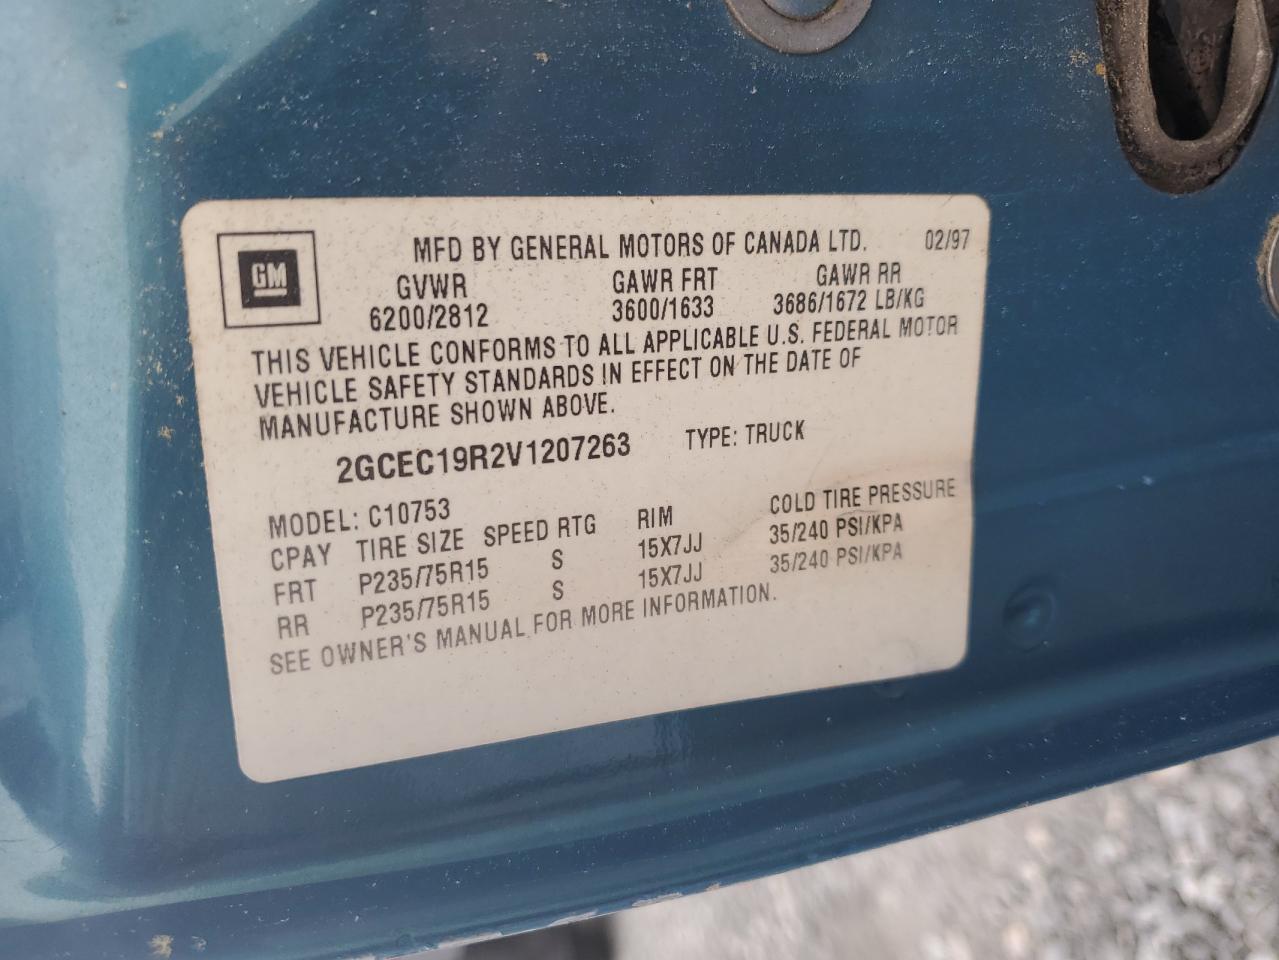 GM
MFD BY GENERAL MOTORS OF CANADA LTD. 02/97
GVWR GAWR FRT GAWR RR
6200/2812 3600/1633 3686/1672 LB/KG
THIS VEHICLE CONFORMS TO ALL APPLICABLE U.S. FEDERAL MOTOR
VEHICLE SAFETY STANDARDS IN EFFECT ON THE DATE OF
MANUFACTURE SHOWN ABOVE.
2GCEC19R2V1207263 TYPE: TRUCK
MODEL: C10753
CPAY TIRE SIZE SPEED RTG RIM COLD TIRE PRESSURE
FRT P235/75R15 S 15X7JJ 35/240 PSI/KPA
RR P235/75R15 S 15X7JJ 35/240 PSI/KPA
SEE OWNER'S MANUAL FOR MORE INFORMATION.